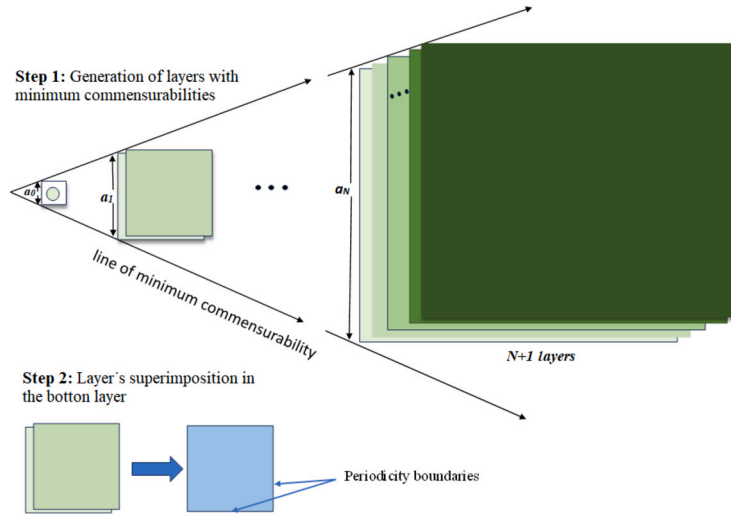 Step 1: Generation of layers with
minimum commensurabilities
a0
a1
aN
line of minimum commensurability
N+1 layers
Step 2: Layer´s superimposition in
the botton layer
Periodicity boundaries